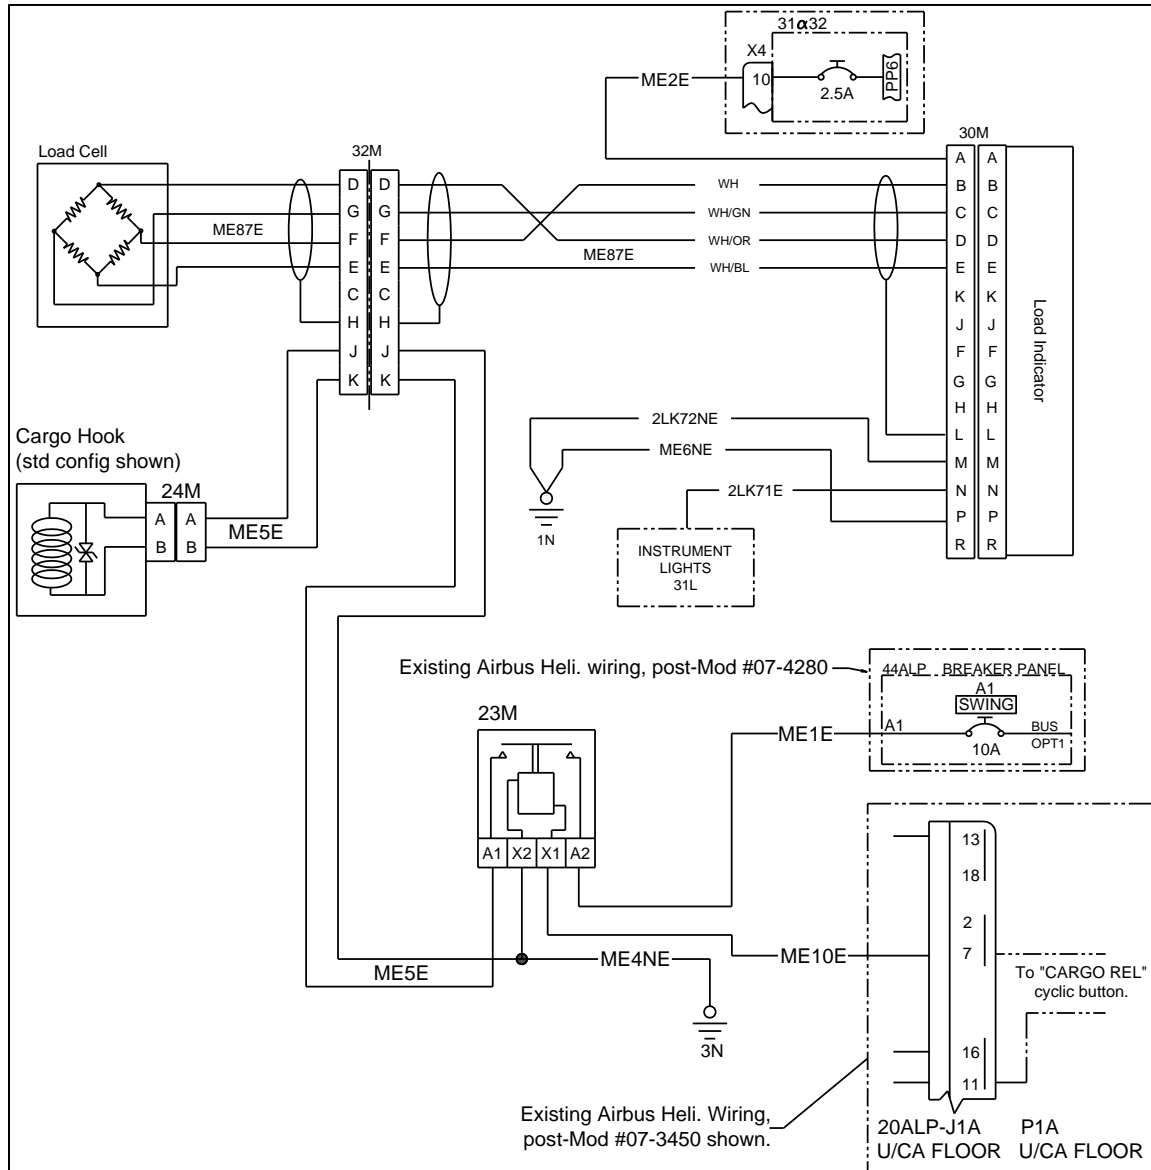 31α32
X4
10
2.5A
PP6
ME2E
30M
Load Cell
32M
A A
D D
WH
B B
G G
ME87E
WH/GN
C C
F F
WH/OR
D D
ME87E
E E
WH/BL
E E
C C
K K
H H
J J
J J
F F
K K
G G
H H
Load Indicator
2LK72NE
L L
Cargo Hook
(std config shown)
ME6NE
M M
24M
2LK71E
N N
A A
P P
ME5E
B B
1N
R R
INSTRUMENT
LIGHTS
31L
Existing Airbus Heli. wiring, post-Mod #07-4280
44ALP BREAKER PANEL
A1
SWING
23M
A1
BUS
ME1E
10A
OPT1
13
A1 X2 X1 A2
18
2
ME10E
7
ME5E
ME4NE
To "CARGO REL"
cyclic button.
3N
16
11
Existing Airbus Heli. Wiring,
post-Mod #07-3450 shown.
20ALP-J1A P1A
U/CA FLOOR U/CA FLOOR